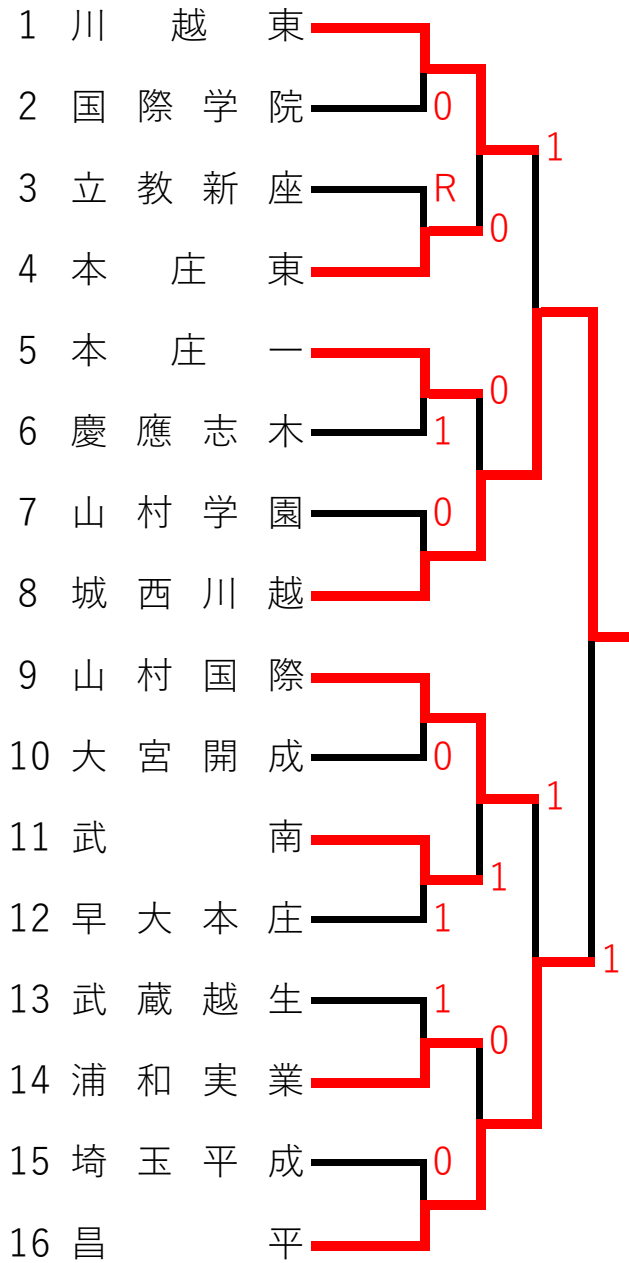 1 川越東
2 国際学院
0
3 立教新座
R
4 本庄東
0
1
5 本庄一
0
6 慶應志木
1
7 山村学園
0
8 城西川越
9 山村国際
10 大宮開成
0
1
11 武南
1
12 早大本庄
1
1
13 武蔵越生
1
0
14 浦和実業
15 埼玉平成
0
16 昌平